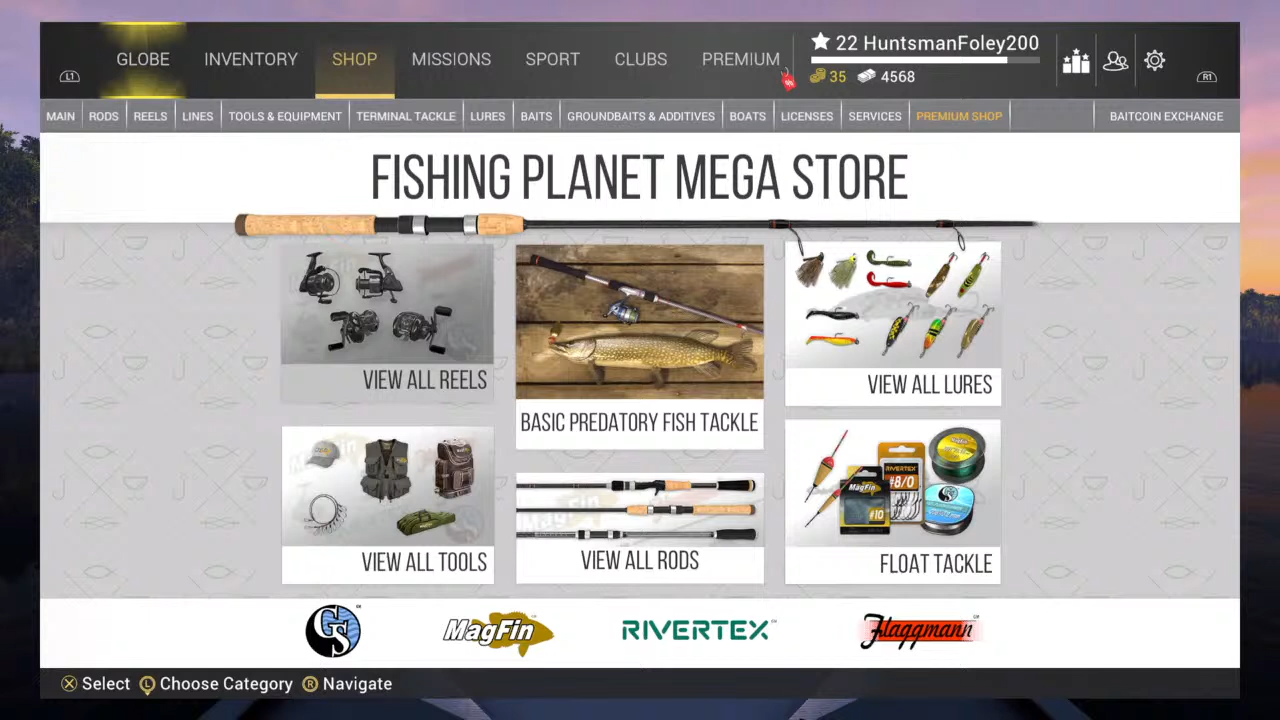 L1
GLOBE
INVENTORY
SHOP
MISSIONS
SPORT
CLUBS
PREMIUM
22 HuntsmanFoley200
35
4568
R1
MAIN
RODS
REELS
LINES
TOOLS & EQUIPMENT
TERMINAL TACKLE
LURES
BAITS
GROUNDBAITS & ADDITIVES
BOATS
LICENSES
SERVICES
PREMIUM SHOP
BAITCOIN EXCHANGE
FISHING PLANET MEGA STORE
VIEW ALL REELS
BASIC PREDATORY FISH TACKLE
VIEW ALL LURES
VIEW ALL TOOLS
VIEW ALL RODS
MagFin
RIVERTEX
#8/0
MagFin
#10
FLOAT TACKLE
GS
MagFin
RIVERTEX
Flaggmann
Select
L
Choose Category
R
Navigate